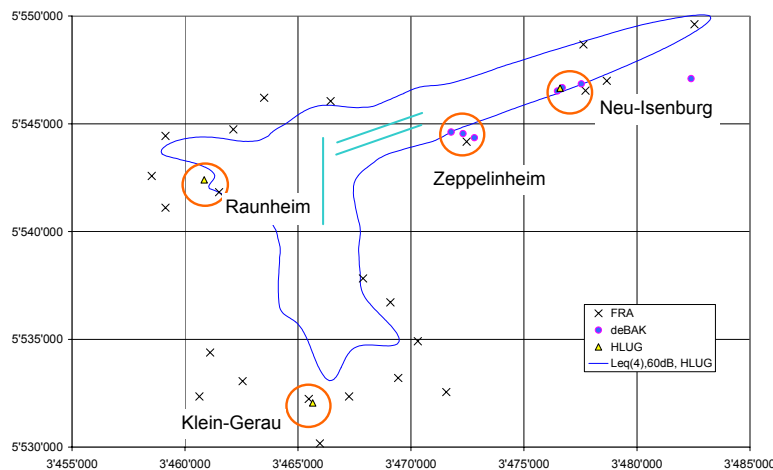 5'550'000
5'545'000
5'540'000
5'535'000
5'530'000
3'455'000 3'460'000 3'465'000 3'470'000 3'475'000 3'480'000 3'485'000
Neu-Isenburg
Zeppelinheim
Raunheim
Klein-Gerau
FRA
deBAK
HLUG
Leq(4),60dB, HLUG